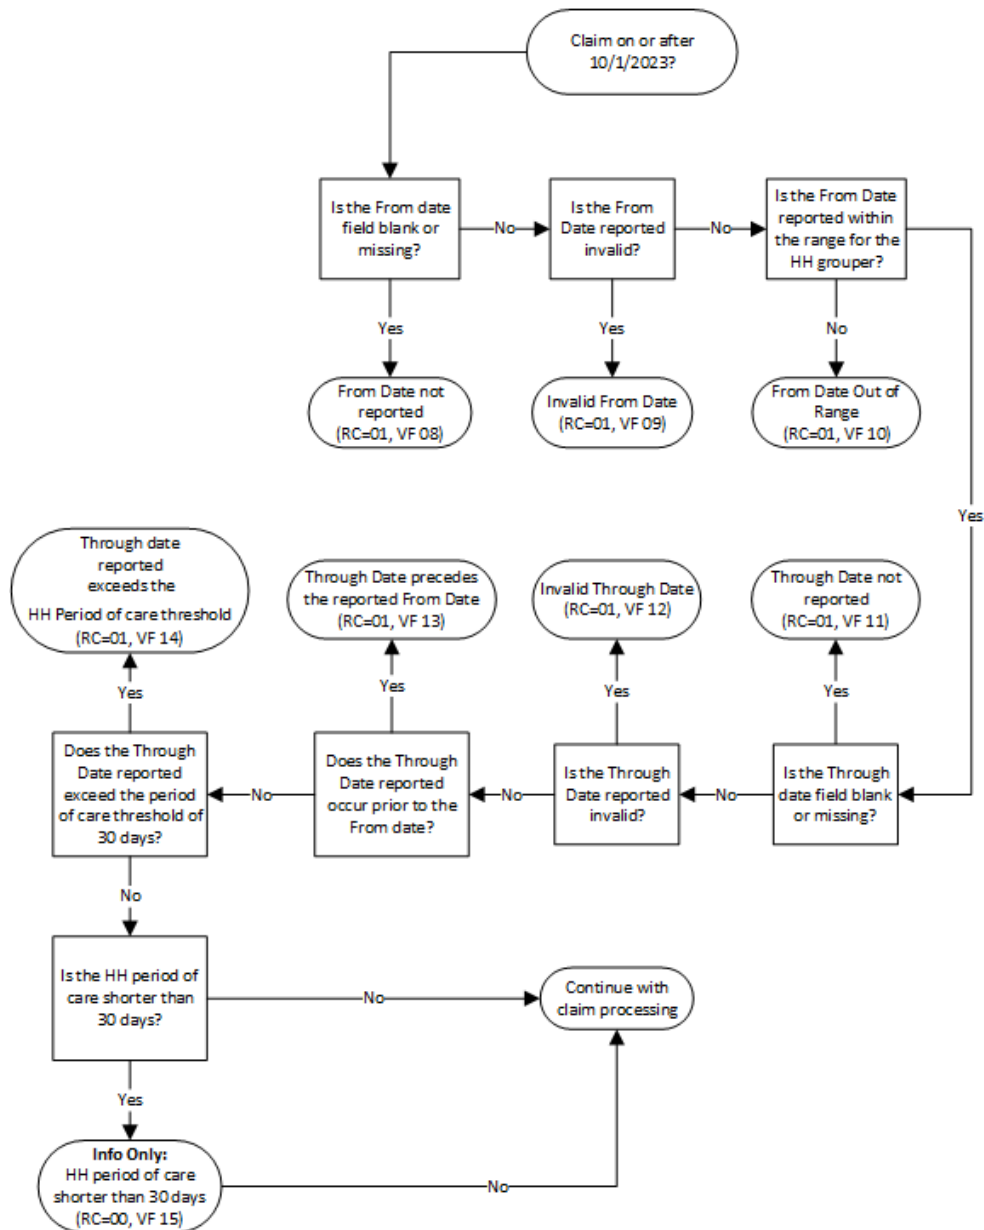 Claim on or after
10/1/2023?
Is the From date
field blank or
missing?
No
Is the From
Date reported
invalid?
No
Is the From Date
reported within
the range for the
HH grouper?
Yes
Yes
No
From Date not
reported
(RC=01, VF 08)
Invalid From Date
(RC=01, VF 09)
From Date Out of
Range
(RC=01, VF 10)
Yes
Through date
reported
exceeds the
HH Period of care threshold
(RC=01, VF 14)
Through Date precedes
the reported From Date
(RC=01, VF 13)
Invalid Through Date
(RC=01, VF 12)
Through Date not
reported
(RC=01, VF 11)
Yes
Yes
Yes
Yes
Does the Through
Date reported
exceed the period
of care threshold of
30 days?
No
Does the Through
Date reported
occur prior to the
From date?
No
Is the Through
Date reported
invalid?
No
Is the Through
date field blank
or missing?
No
Is the HH period of
care shorter than
30 days?
No
Continue with
claim processing
Yes
Info Only:
HH period of care
shorter than 30 days
(RC=00, VF 15)
No